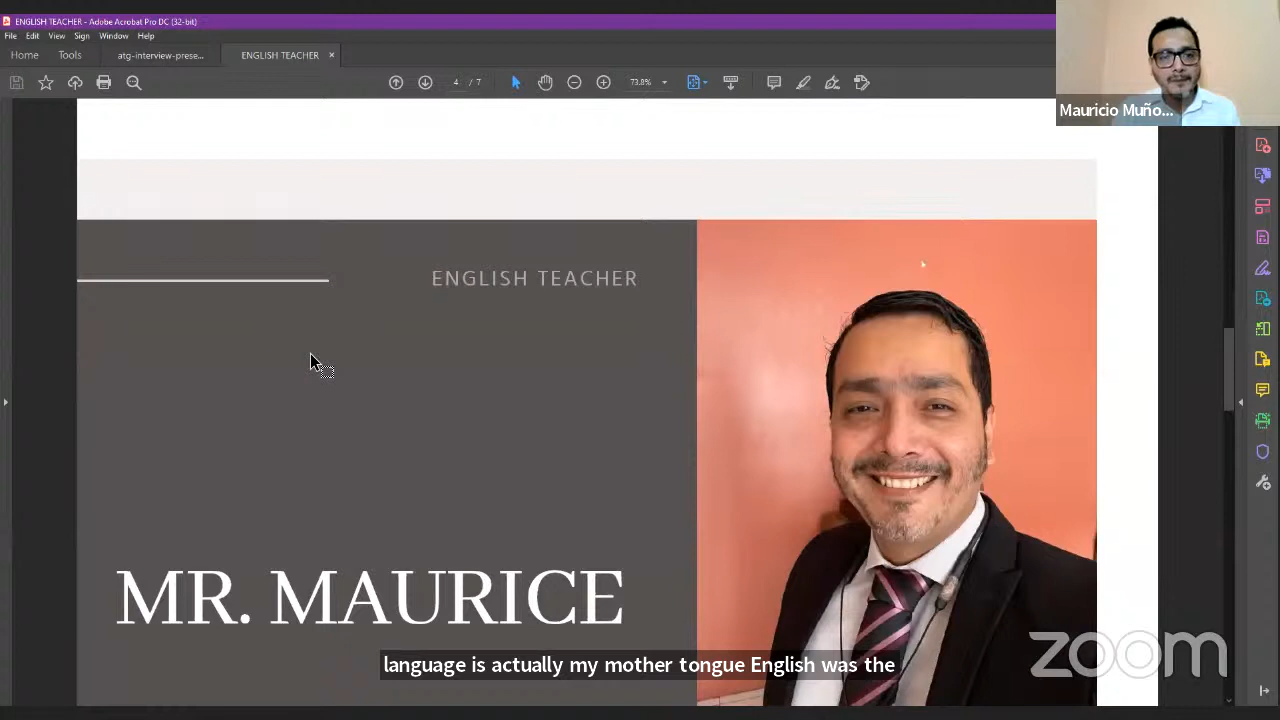 ENGLISH TEACHER - Adobe Acrobat Pro DC (32-bit)
File Edit View Sign Window Help
Home Tools atg-interview-prese... ENGLISH TEACHER ×
4 / 7 73.8%
Mauricio Muño...
ENGLISH TEACHER
MR. MAURICE
language is actually my mother tongue English was the
zoom